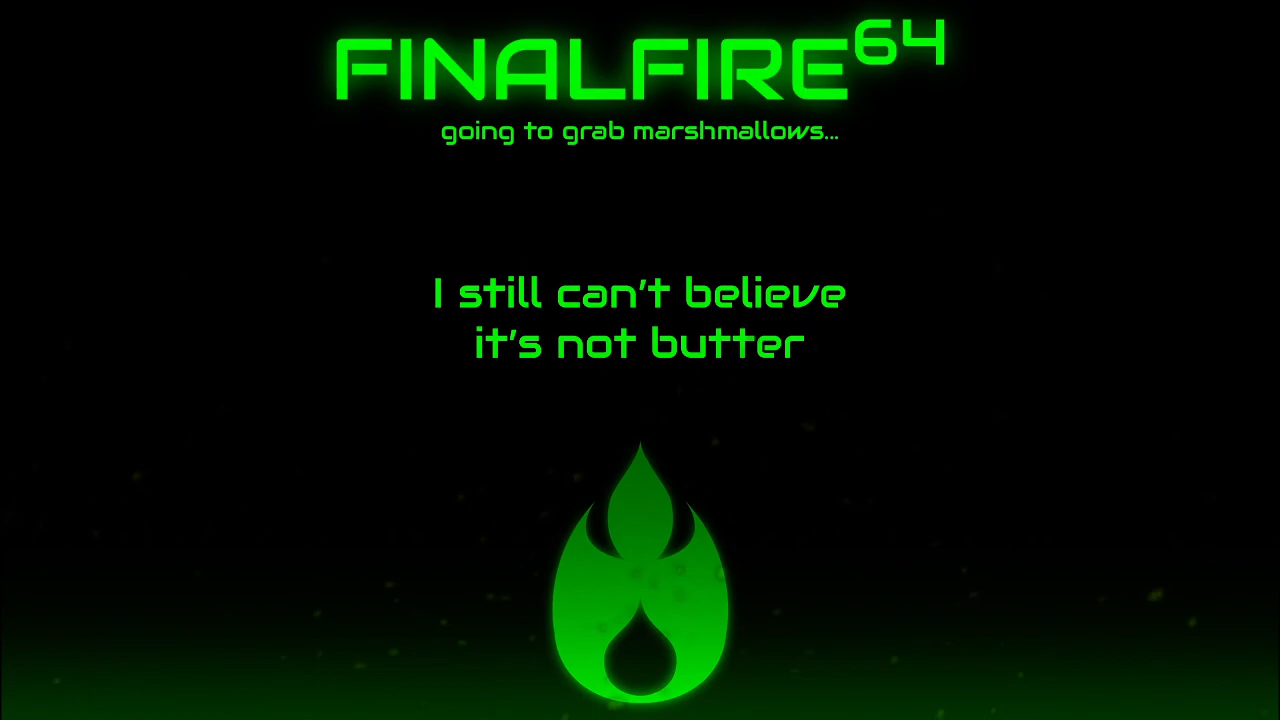 FINALFIRE64
going to grab marshmallows...
I still can't believe
it's not butter